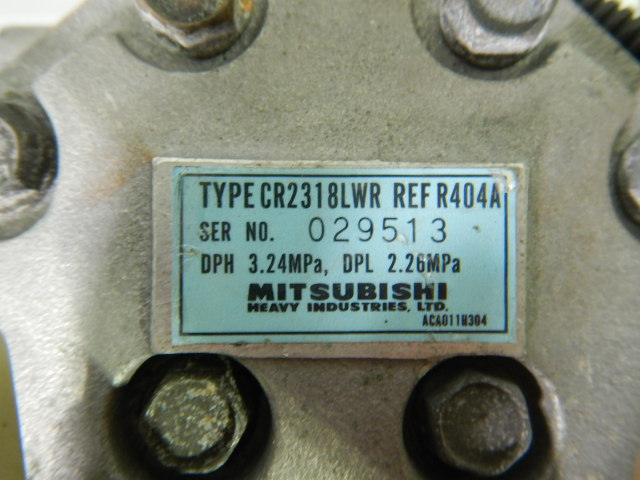 TYPE CR2318LWR REF R404A
SER NO. 029513
DPH 3.24MPa, DPL 2.26MPa
MITSUBISHI
HEAVY INDUSTRIES, LTD.
ACA011H304